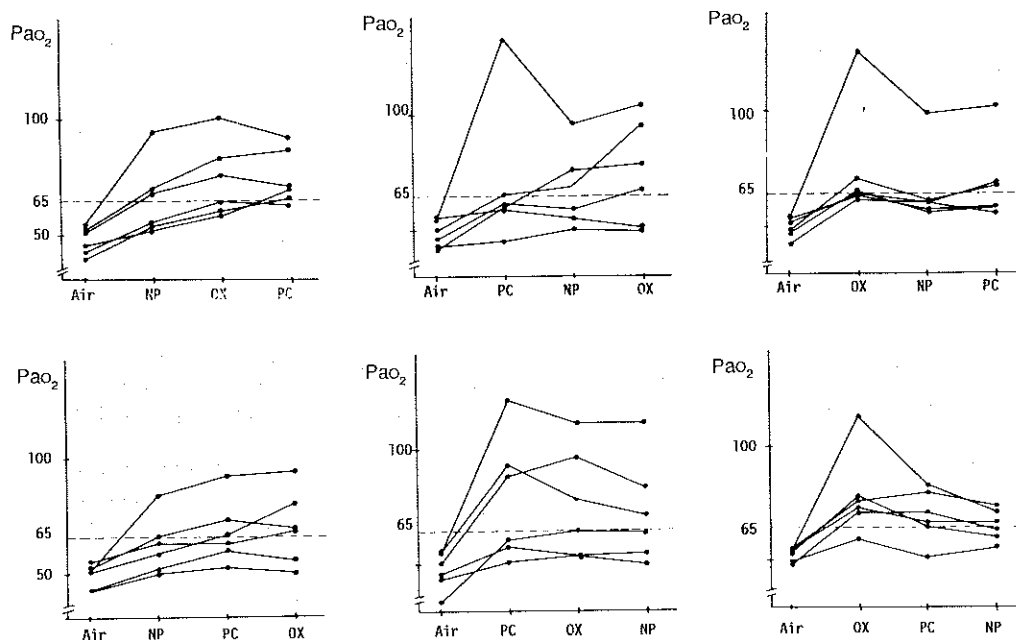 Pao2
100
65
50
Air NP OX PC
Pao2
100
65
Air PC NP OX
Pao2
100
65
Air OX NP PC
Pao2
100
65
50
Air NP PC OX
Pao2
100
65
Air PC OX NP
Pao2
100
65
Air OX PC NP